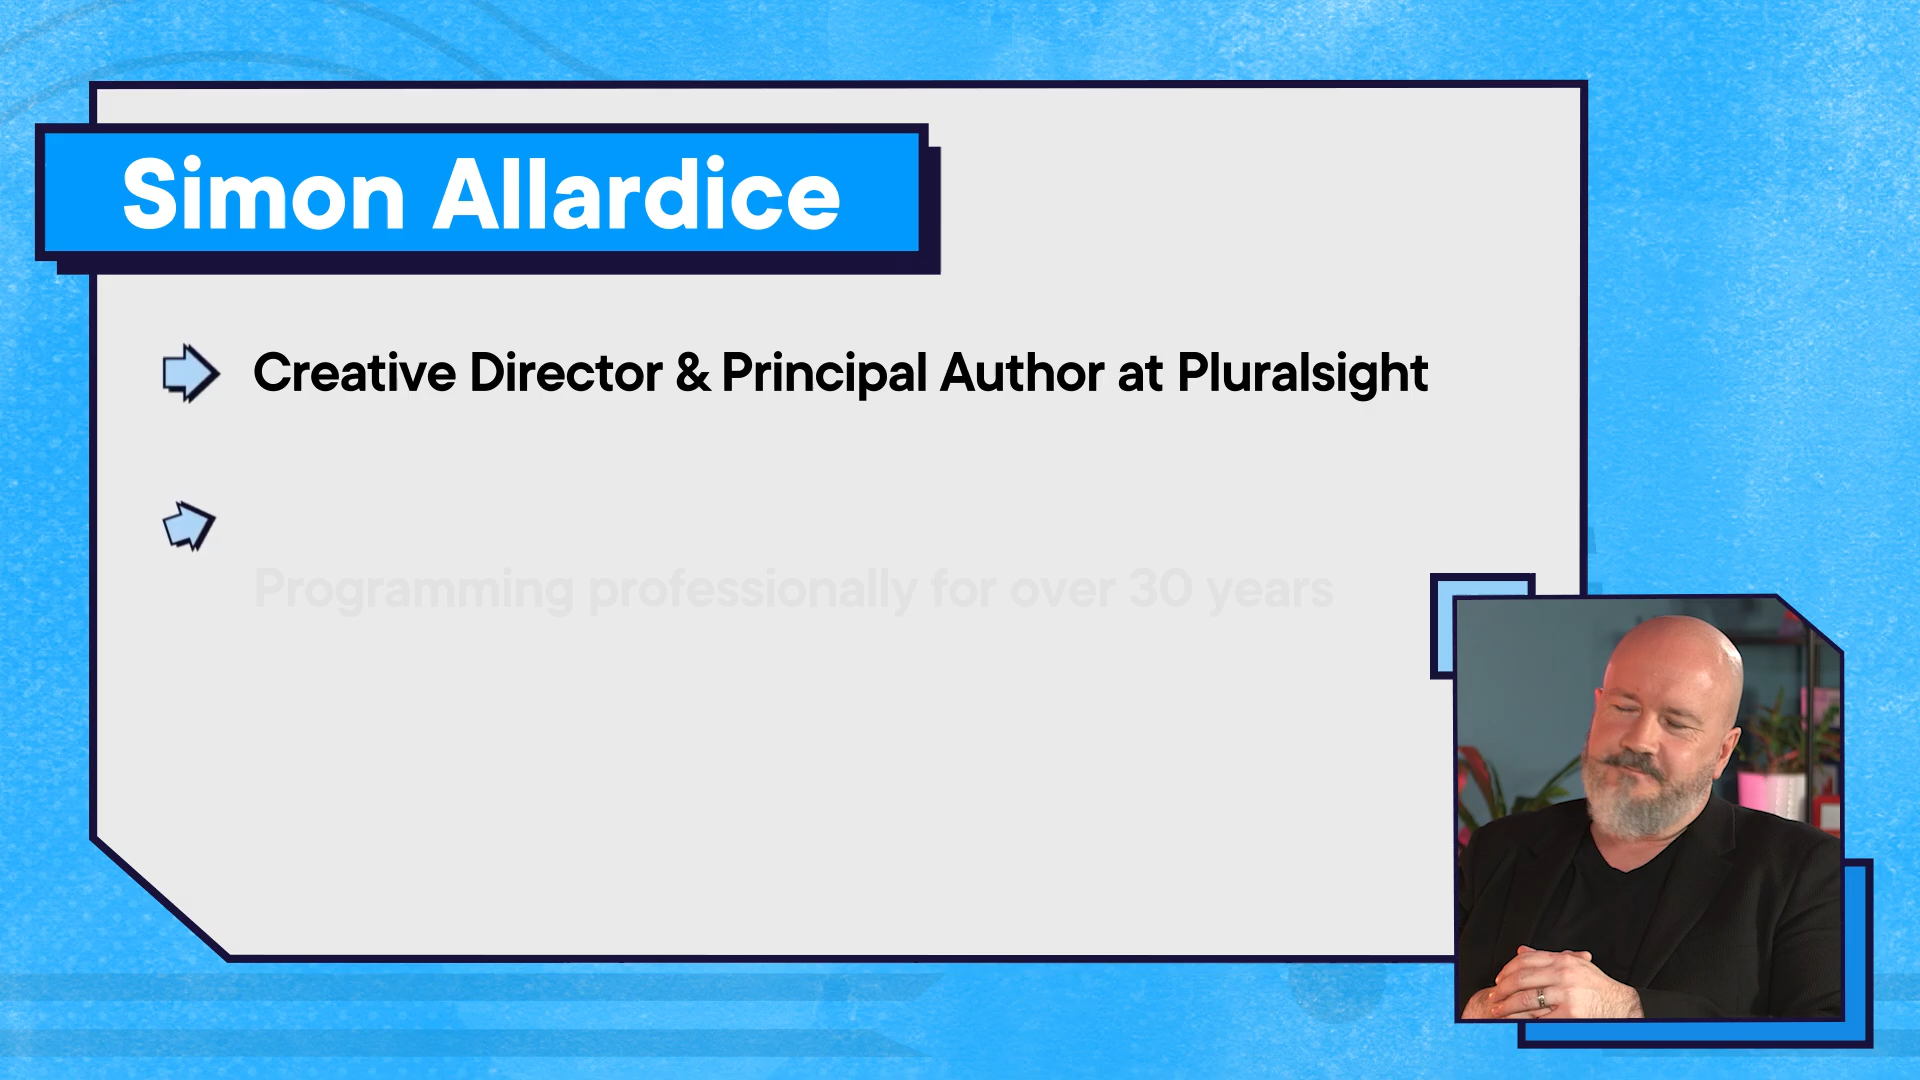 Simon Allardice
Creative Director & Principal Author at Pluralsight
Programming professionally for over 30 years